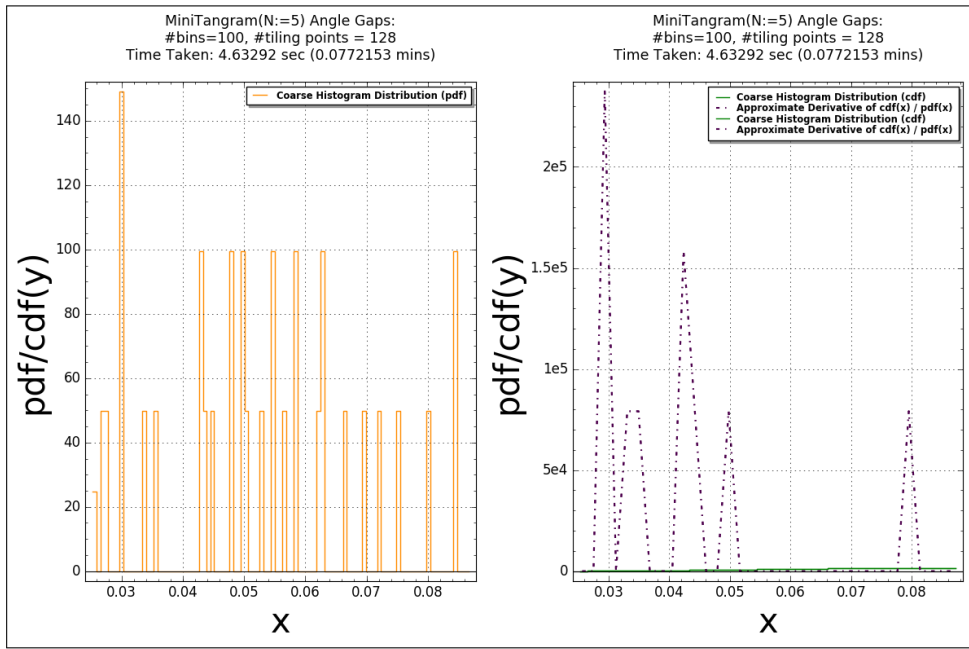 MiniTangram(N:=5) Angle Gaps:
#bins=100, #tiling points = 128
Time Taken: 4.63292 sec (0.0772153 mins)
Coarse Histogram Distribution (pdf)
140
120
100
80
60
40
20
0
pdf/cdf(y)
0.03 0.04 0.05 0.06 0.07 0.08
x
MiniTangram(N:=5) Angle Gaps:
#bins=100, #tiling points = 128
Time Taken: 4.63292 sec (0.0772153 mins)
Coarse Histogram Distribution (cdf)
Approximate Derivative of cdf(x) / pdf(x)
Coarse Histogram Distribution (cdf)
Approximate Derivative of cdf(x) / pdf(x)
2e5
1.5e5
1e5
5e4
0
pdf/cdf(y)
0.03 0.04 0.05 0.06 0.07 0.08
x